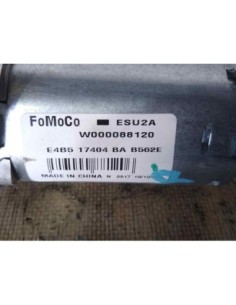 FoMoCo ESU2A
W000088120
E4B5 17404 BA B562E
MADE IN CHINA